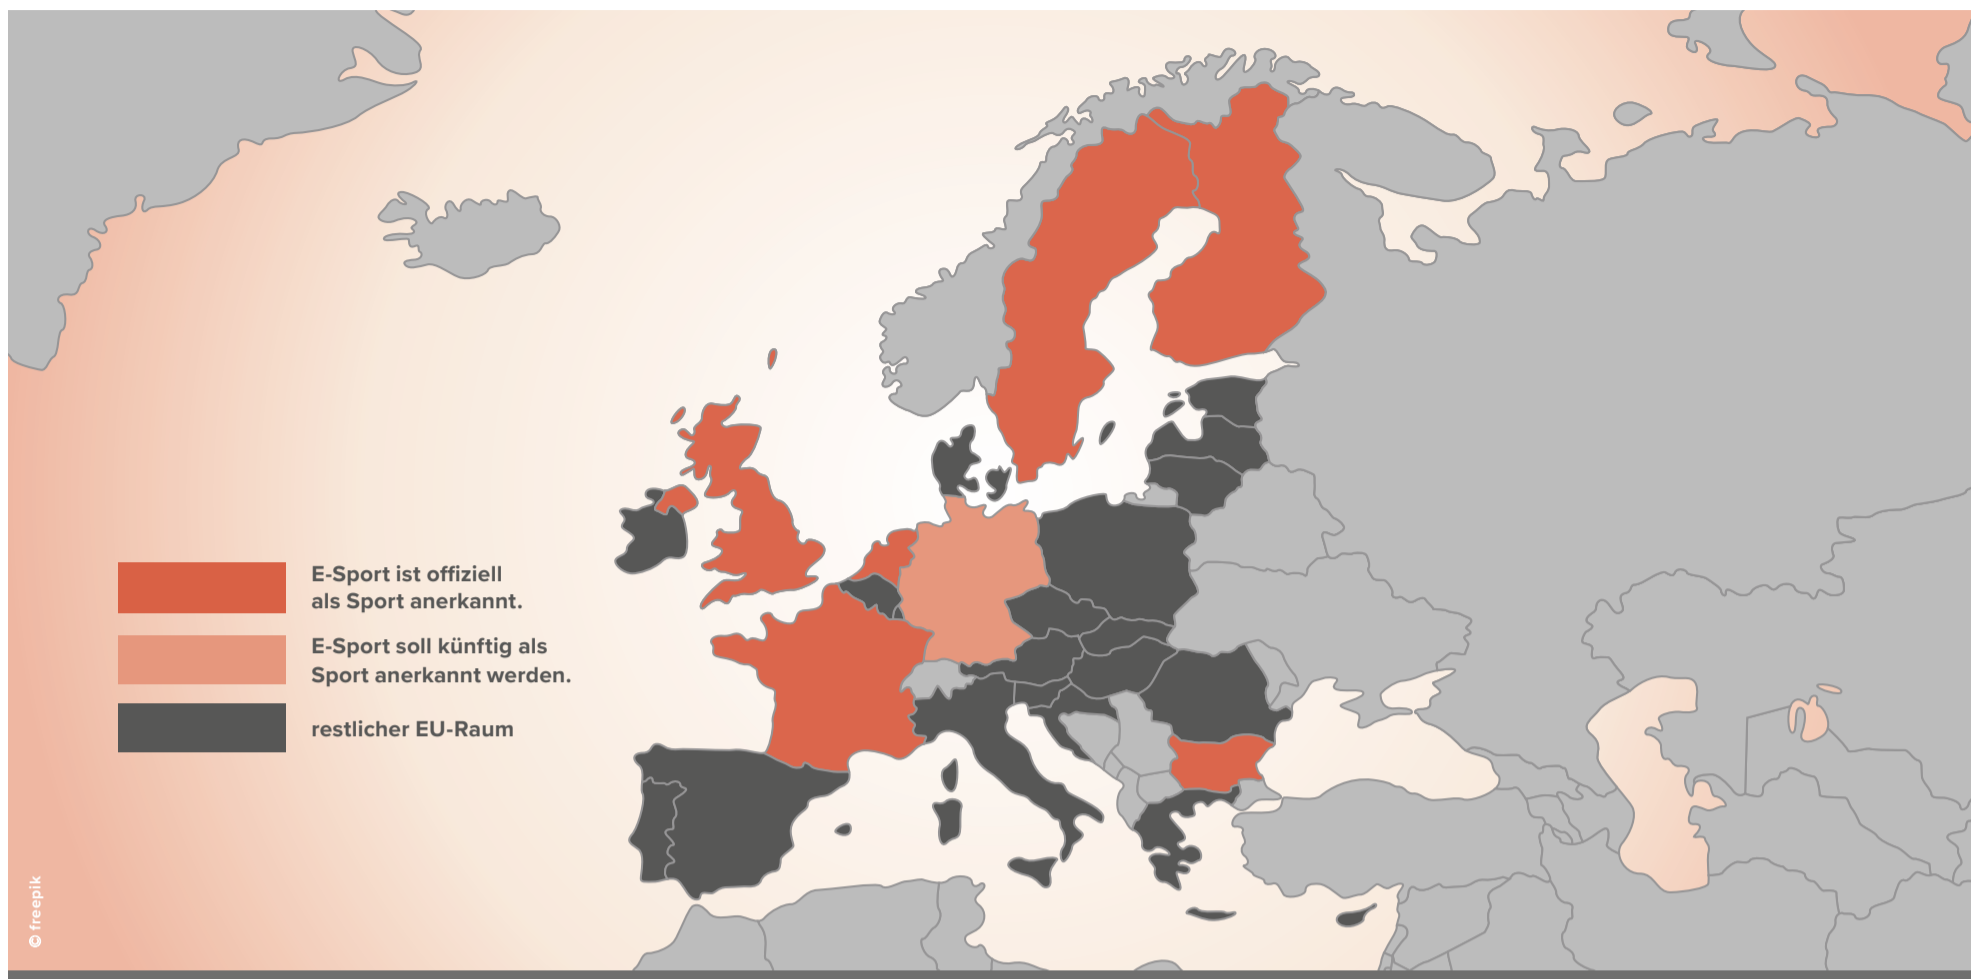 E-Sport ist offiziell
als Sport anerkannt.
E-Sport soll künftig als
Sport anerkannt werden.
restlicher EU-Raum
© freepik